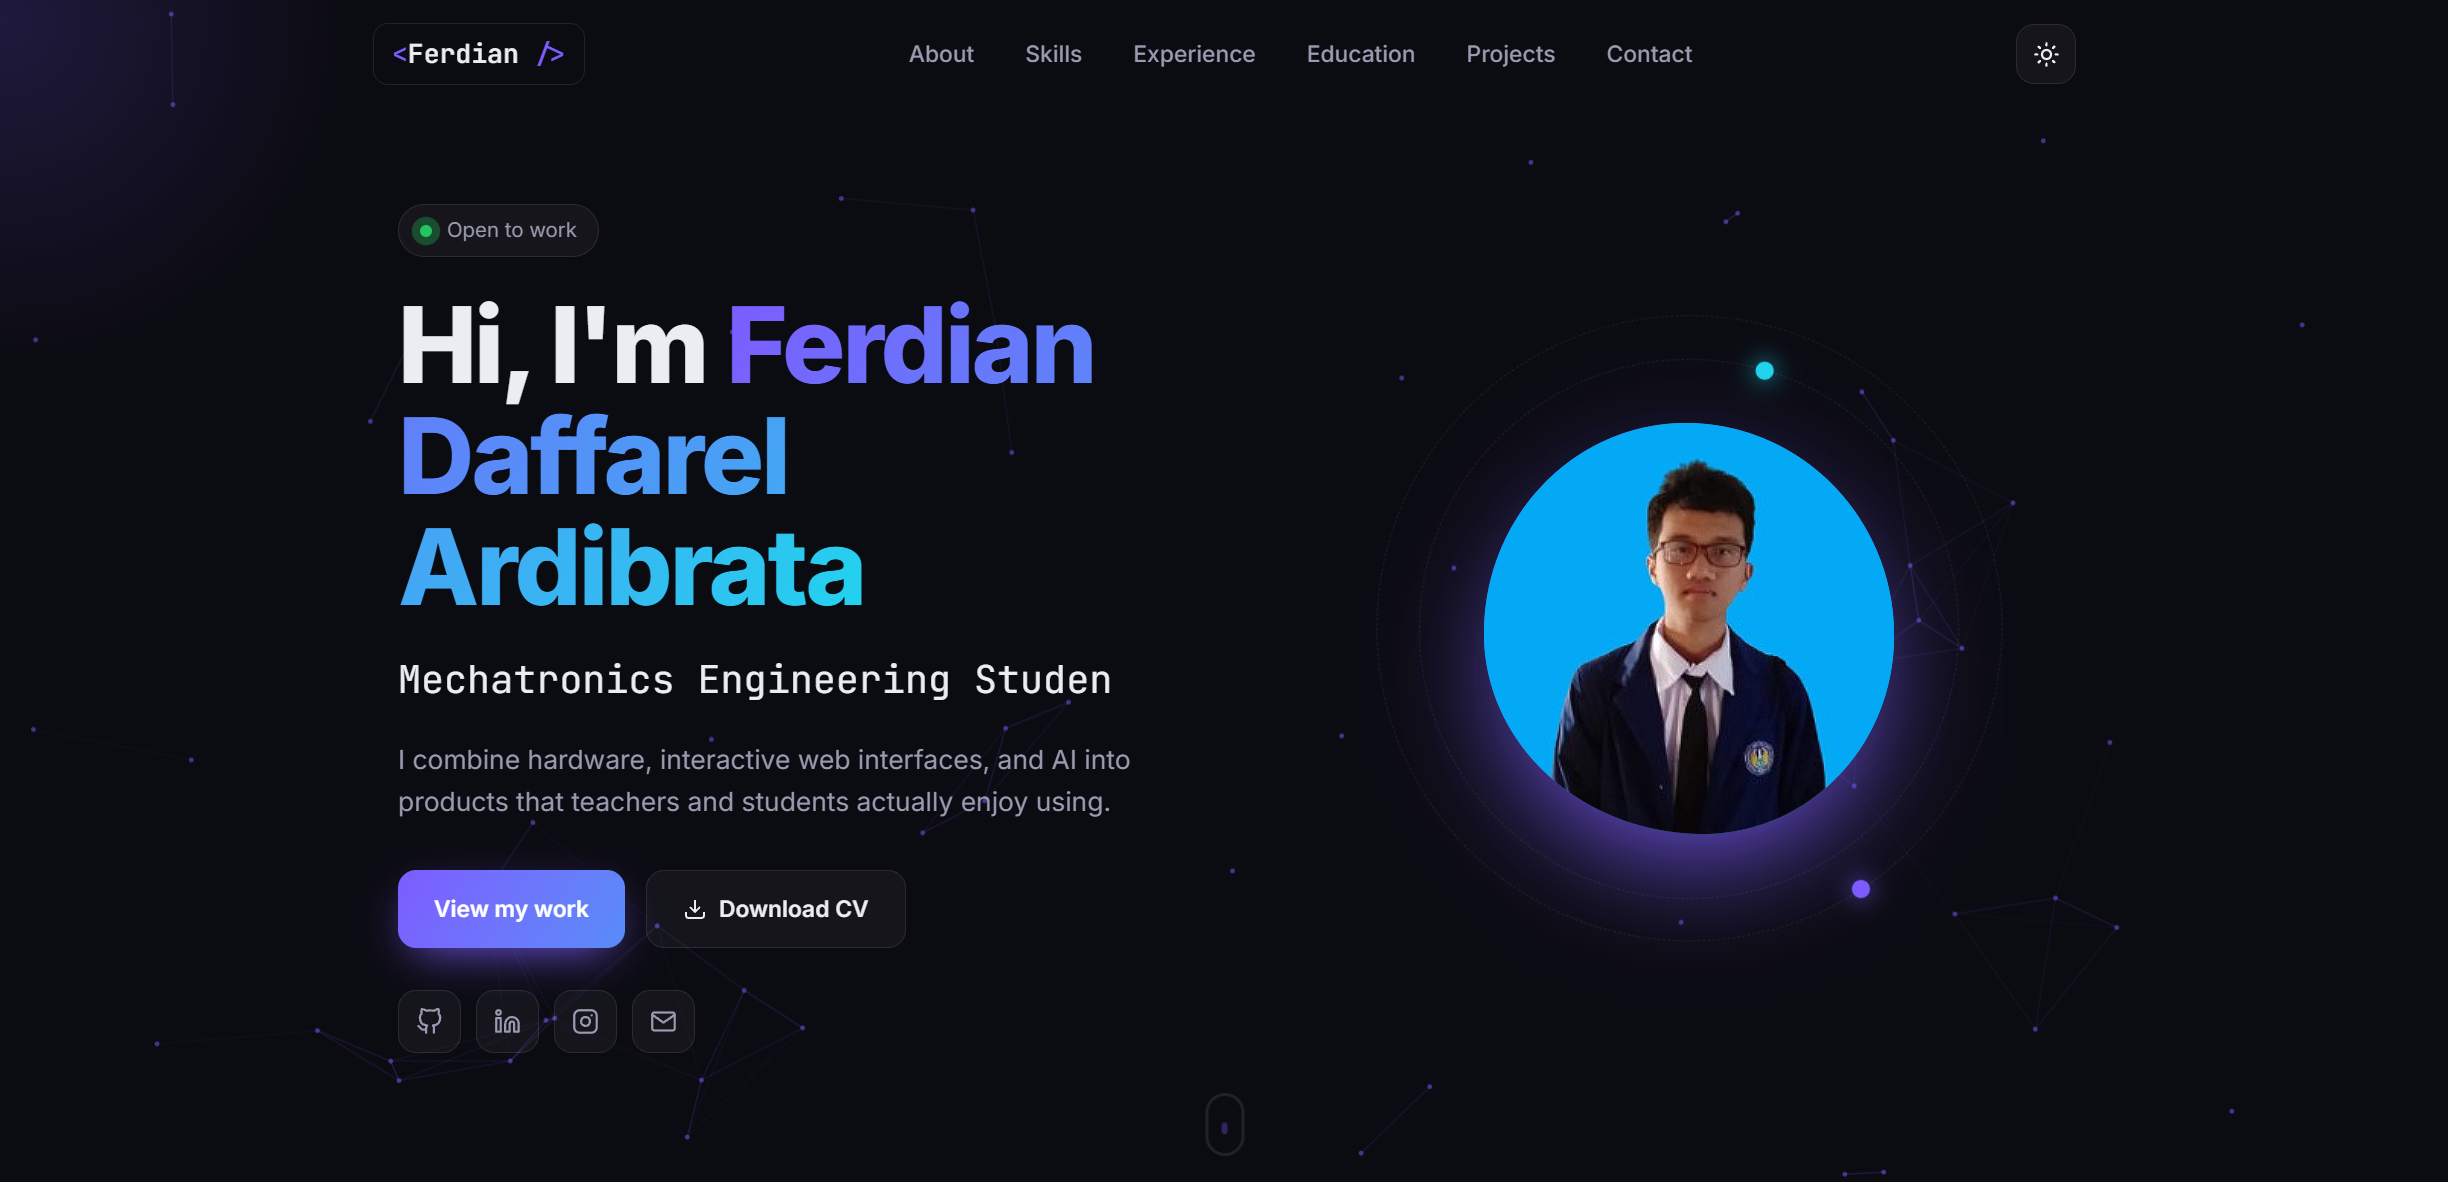 <Ferdian />
About
Skills
Experience
Education
Projects
Contact
Open to work
Hi, I'm Ferdian
Daffarel
Ardibrata
Mechatronics Engineering Studen
I combine hardware, interactive web interfaces, and AI into
products that teachers and students actually enjoy using.
View my work
Download CV